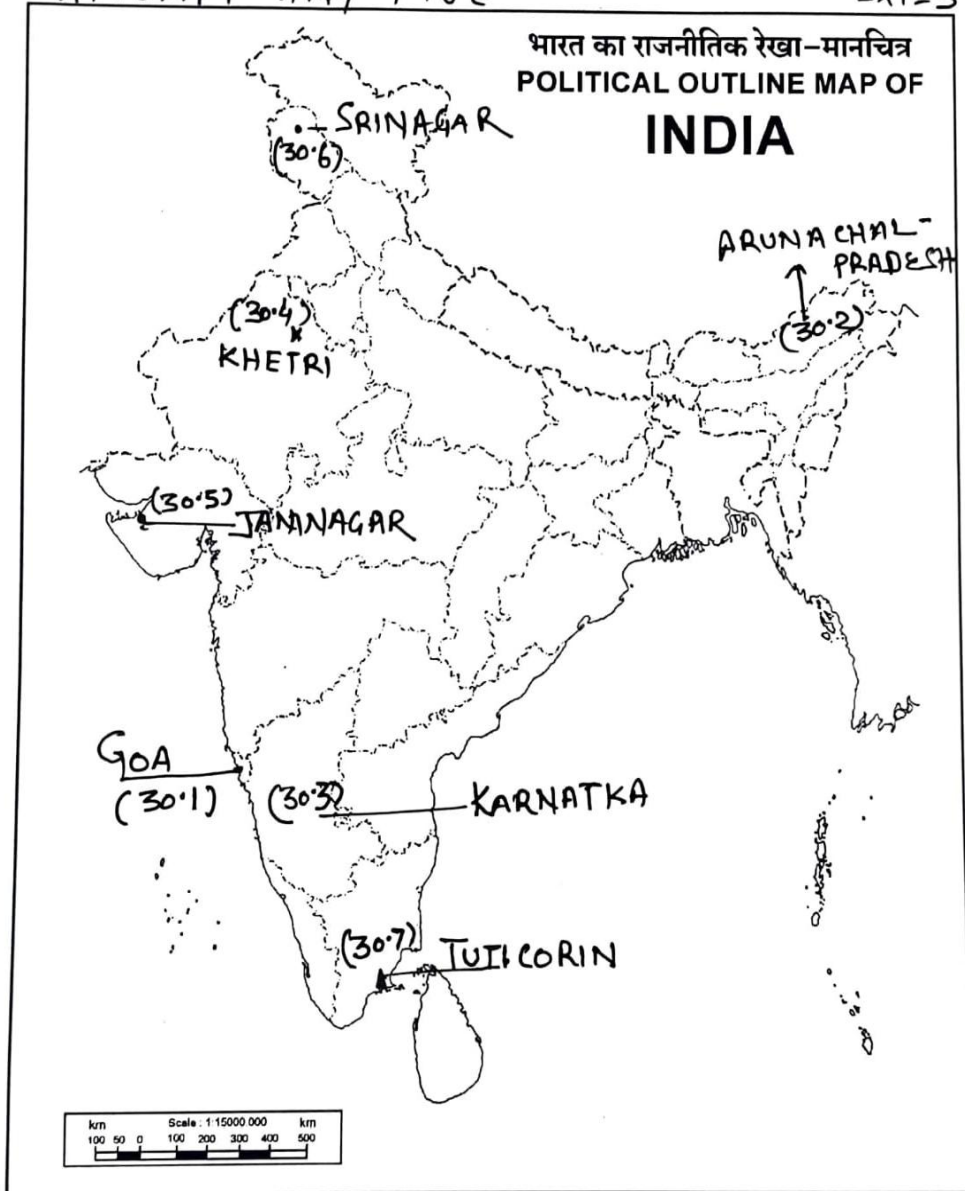 भारत का राजनीतिक रेखा-मानचित्र
POLITICAL OUTLINE MAP OF
INDIA
SRINAGAR
(30.6)
ARUNACHAL-
PRADESH
(30.2)
(30.4)
KHETRI
(30.5)
JAMNAGAR
GOA
(30.1)
(30.3)
KARNATKA
(30.7)
TUTICORIN
km Scale : 1:15000 000 km
100 50 0 100 200 300 400 500